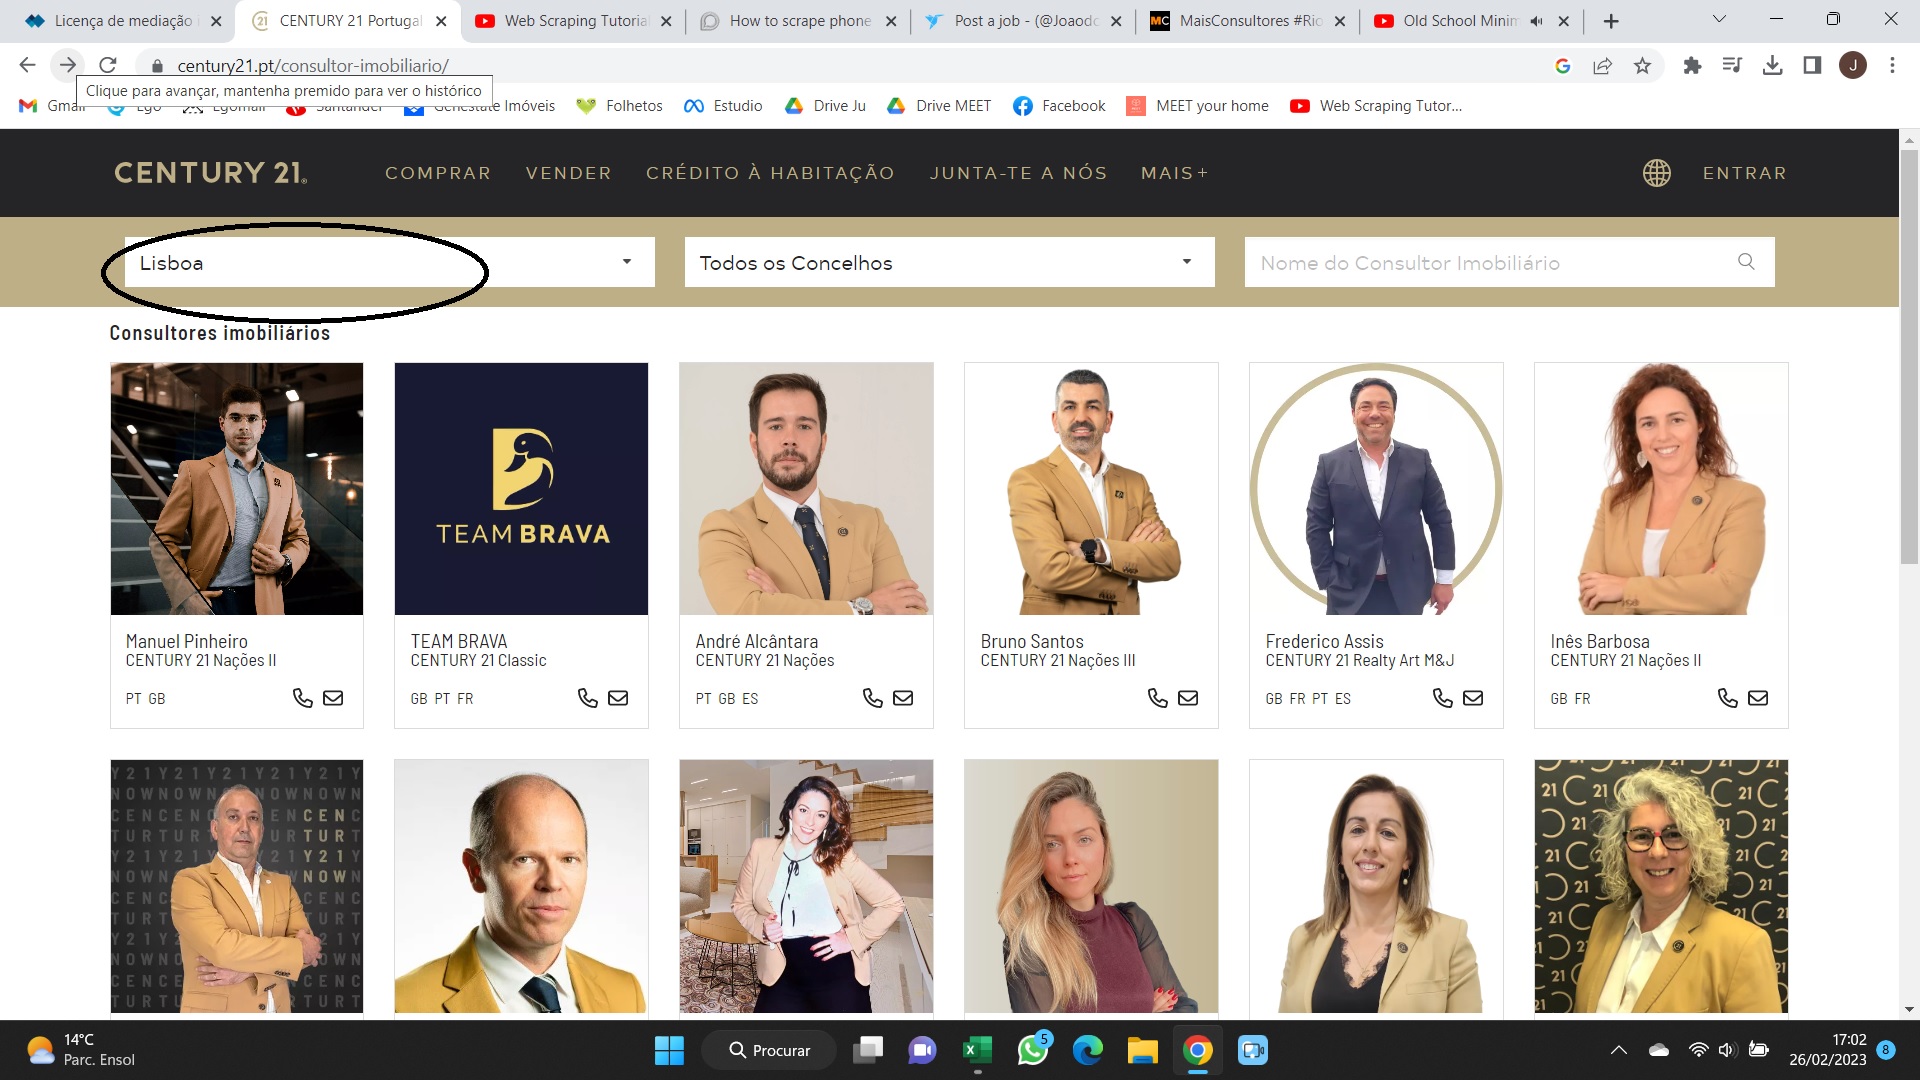 Licença de mediação i
CENTURY 21 Portugal
Web Scraping Tutorial
How to scrape phone
Post a job - (@Joaodc
MaisConsultores #Rio
Old School Minim
century21.pt/consultor-imobiliario/
Clique para avançar, mantenha premido para ver o histórico
Gmail Ego Egomail Santander Genestate Imóveis Folhetos Estudio Drive Ju Drive MEET Facebook MEET your home Web Scraping Tutor...
CENTURY 21. COMPRAR VENDER CRÉDITO À HABITAÇÃO JUNTA-TE A NÓS MAIS+ ENTRAR
Lisboa Todos os Concelhos Nome do Consultor Imobiliário
Consultores imobiliários
TEAM BRAVA
Manuel Pinheiro
CENTURY 21 Nações II
PT GB
TEAM BRAVA
CENTURY 21 Classic
GB PT FR
André Alcântara
CENTURY 21 Nações
PT GB ES
Bruno Santos
CENTURY 21 Nações III
Frederico Assis
CENTURY 21 Realty Art M&J
GB FR PT ES
Inês Barbosa
CENTURY 21 Nações II
GB FR
14°C
Parc. Ensol
Procurar
5
17:02
26/02/2023
8